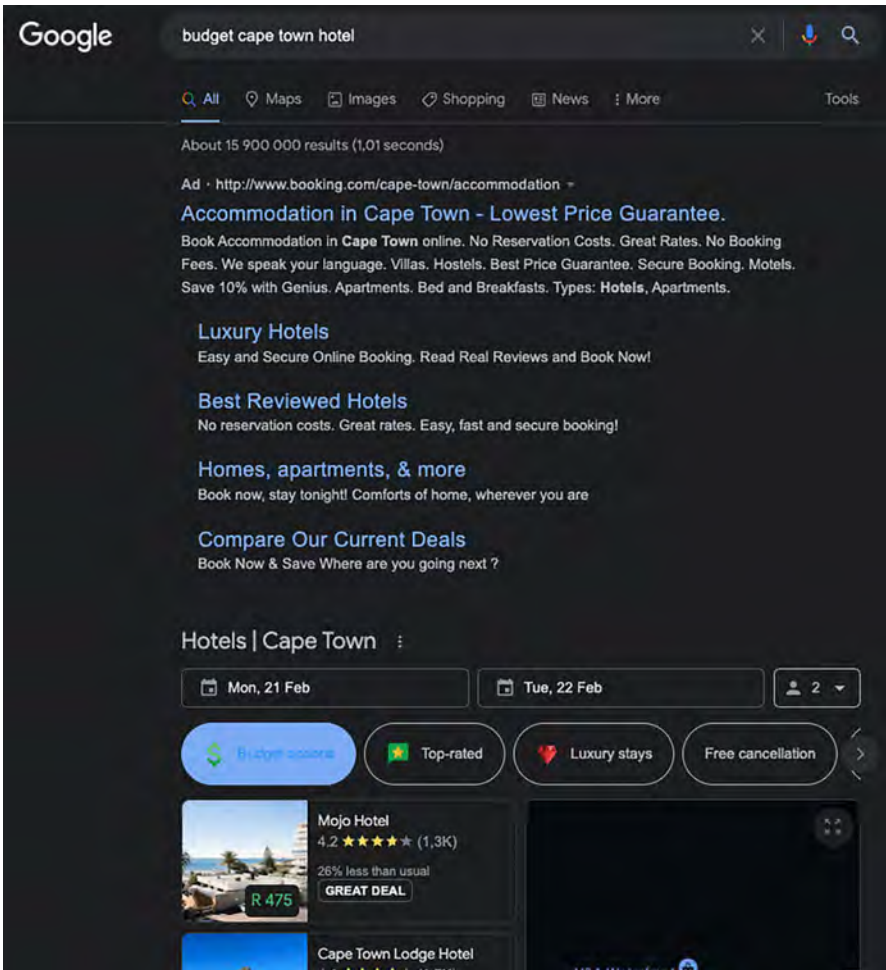 Google
budget cape town hotel
All Maps Images Shopping News More Tools
About 15 900 000 results (1,01 seconds)
Ad · http://www.booking.com/cape-town/accommodation
Accommodation in Cape Town - Lowest Price Guarantee.
Book Accommodation in Cape Town online. No Reservation Costs. Great Rates. No Booking
Fees. We speak your language. Villas. Hostels. Best Price Guarantee. Secure Booking. Motels.
Save 10% with Genius. Apartments. Bed and Breakfasts. Types: Hotels, Apartments.
Luxury Hotels
Easy and Secure Online Booking. Read Real Reviews and Book Now!
Best Reviewed Hotels
No reservation costs. Great rates. Easy, fast and secure booking!
Homes, apartments, & more
Book now, stay tonight! Comforts of home, wherever you are
Compare Our Current Deals
Book Now & Save Where are you going next ?
Hotels | Cape Town
Mon, 21 Feb Tue, 22 Feb 2
Budget options Top-rated Luxury stays Free cancellation
Mojo Hotel
4.2 (1,3K)
26% less than usual
GREAT DEAL
R 475
Cape Town Lodge Hotel